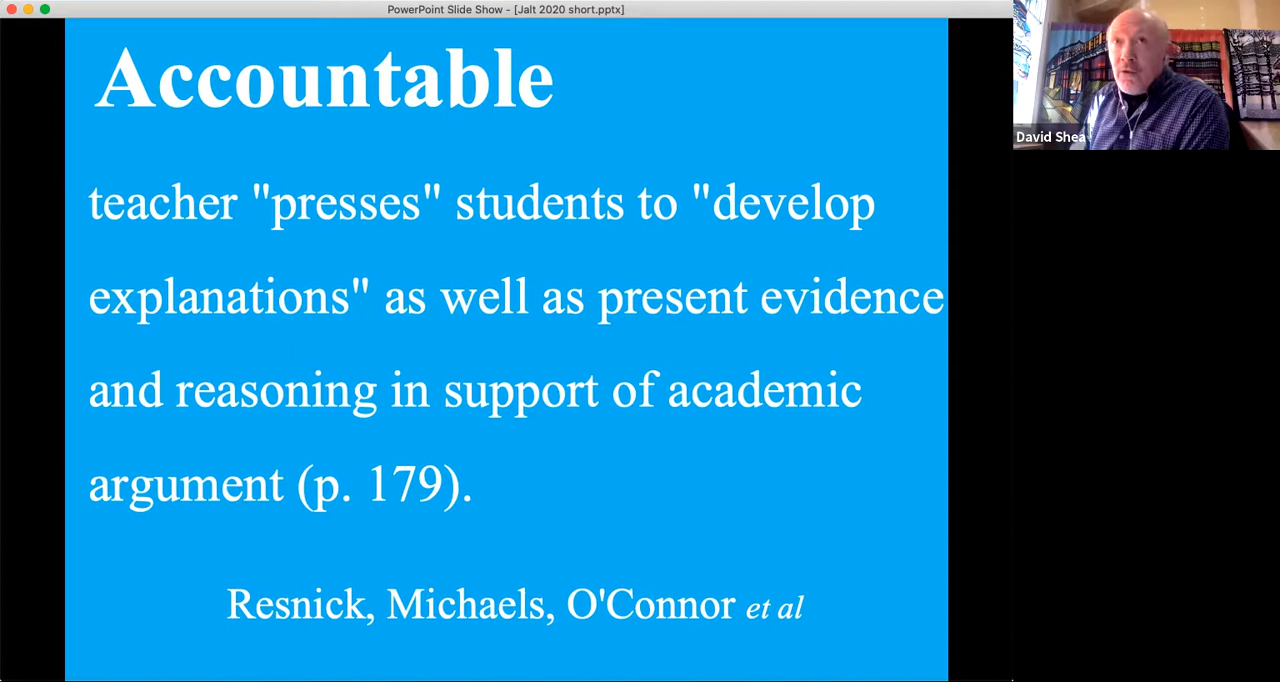 PowerPoint Slide Show - [Jalt 2020 short.pptx]
Accountable
teacher "presses" students to "develop
explanations" as well as present evidence
and reasoning in support of academic
argument (p. 179).
Resnick, Michaels, O'Connor et al
David Shea